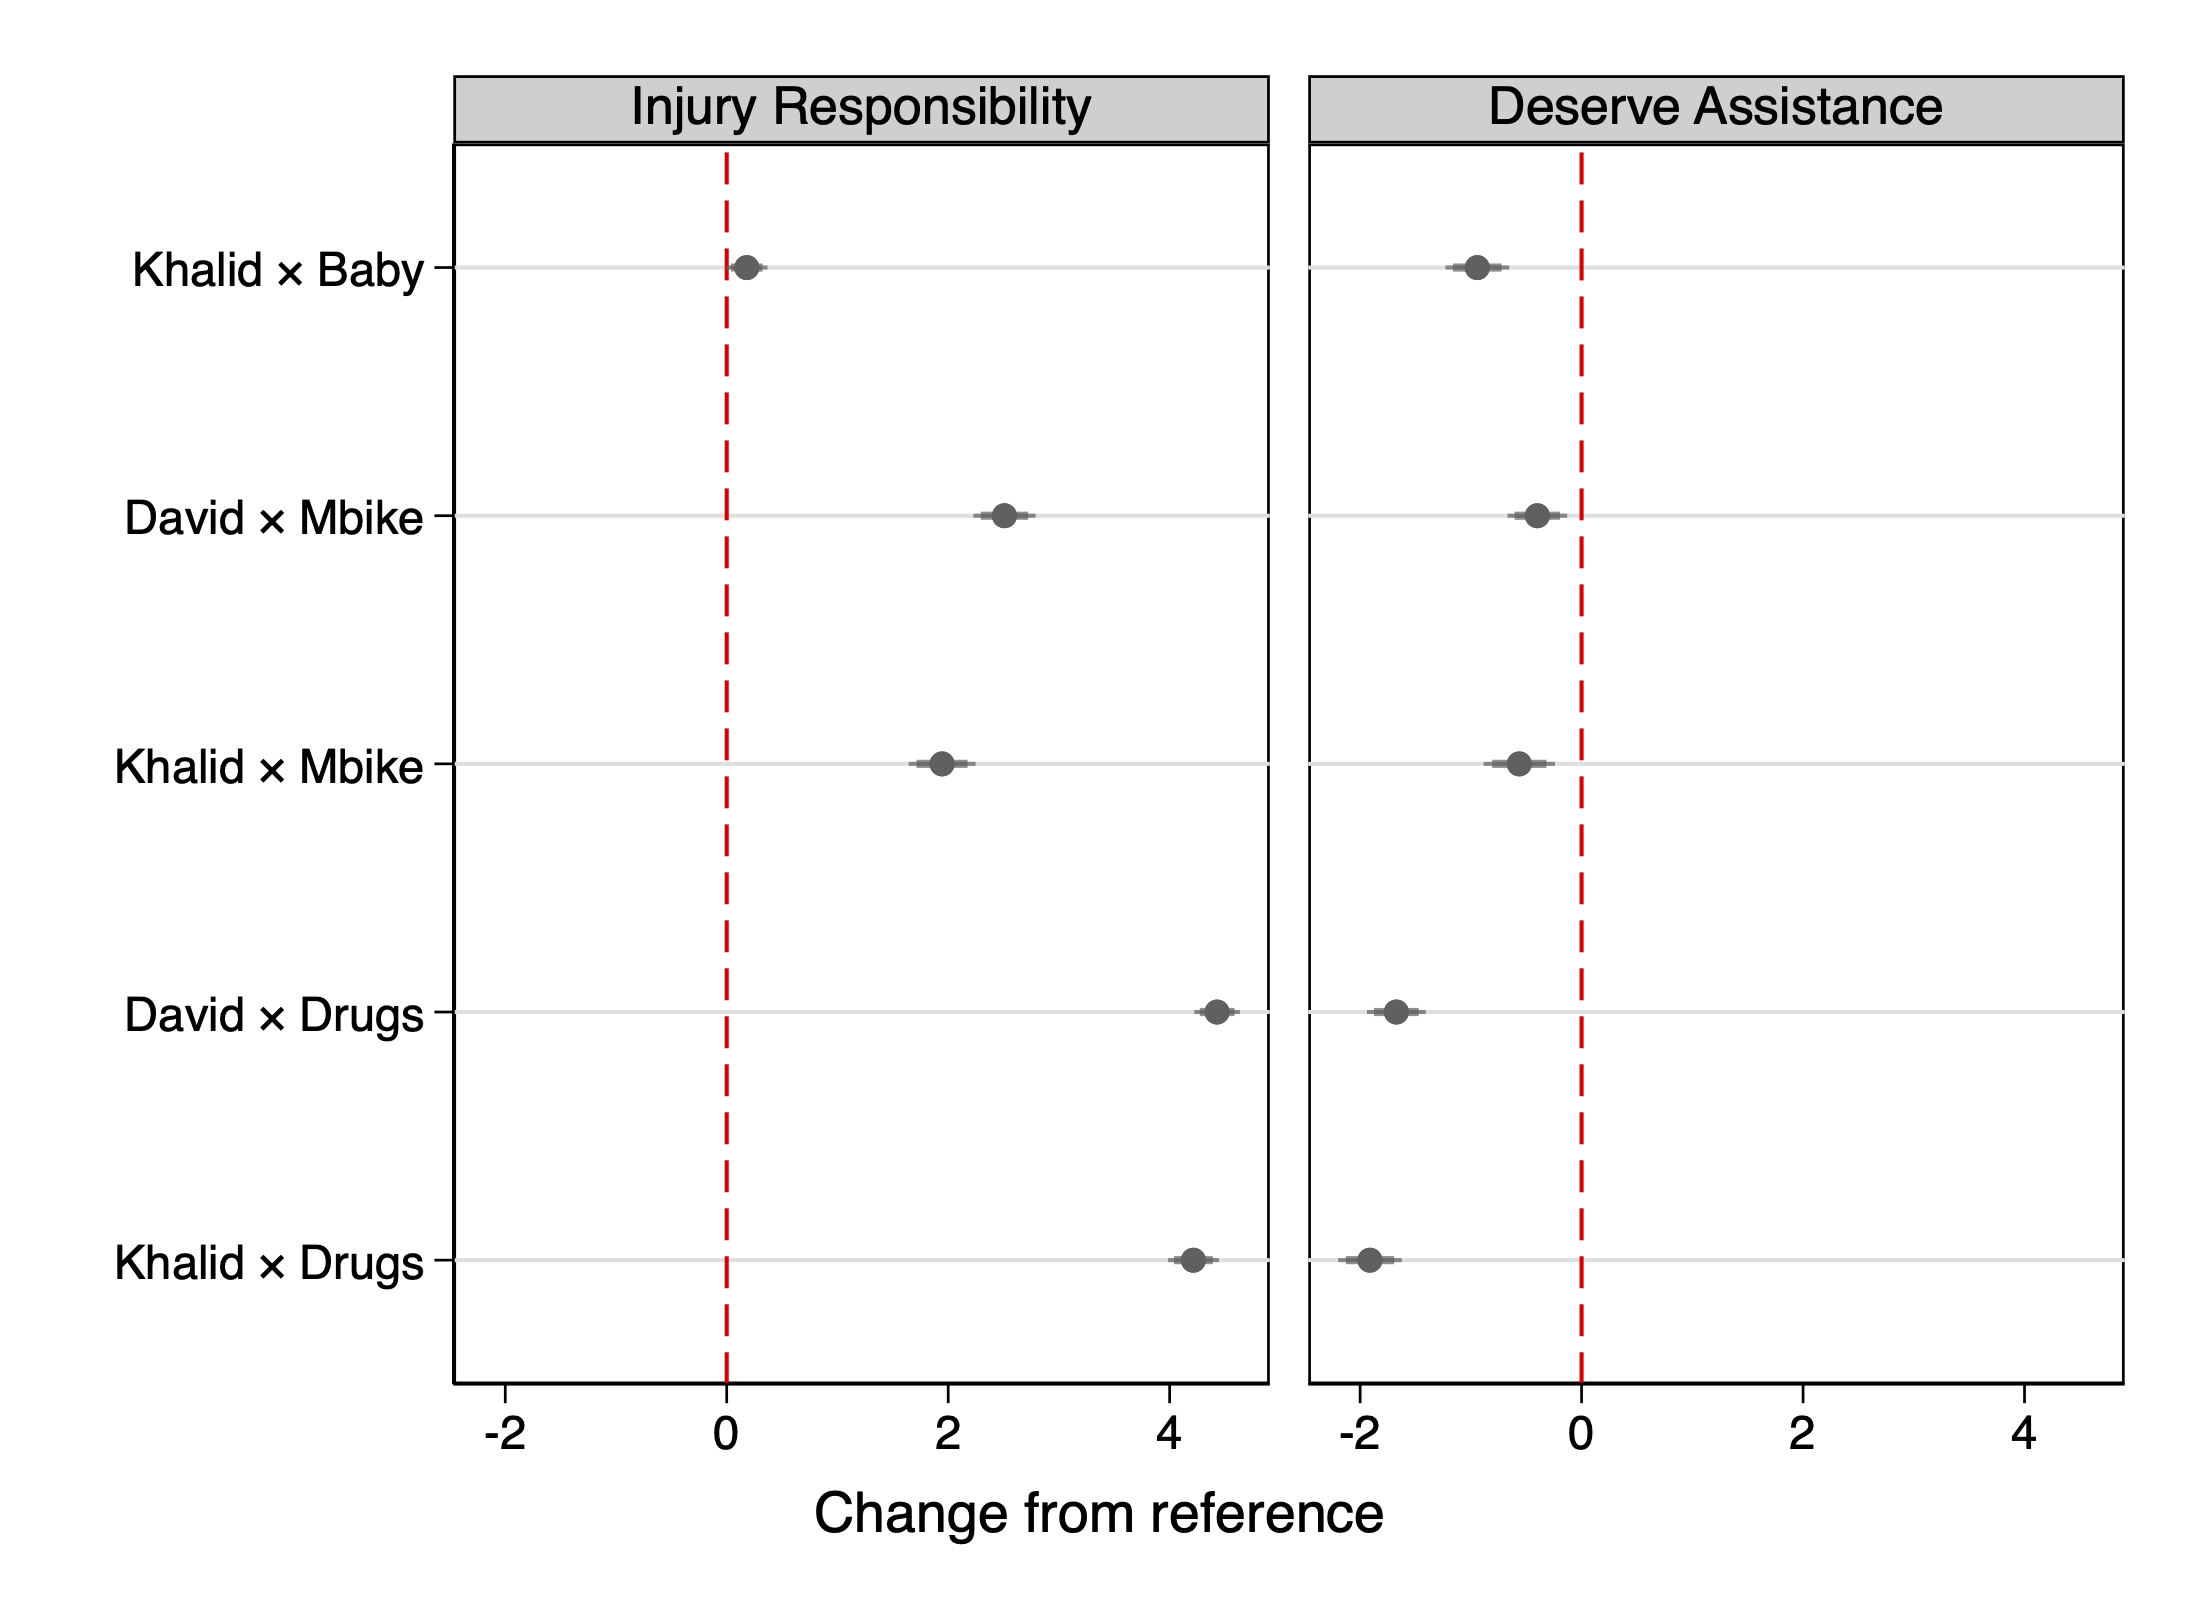 Injury Responsibility
Deserve Assistance
Khalid × Baby
David × Mbike
Khalid × Mbike
David × Drugs
Khalid × Drugs
-2 0 2 4
-2 0 2 4
Change from reference